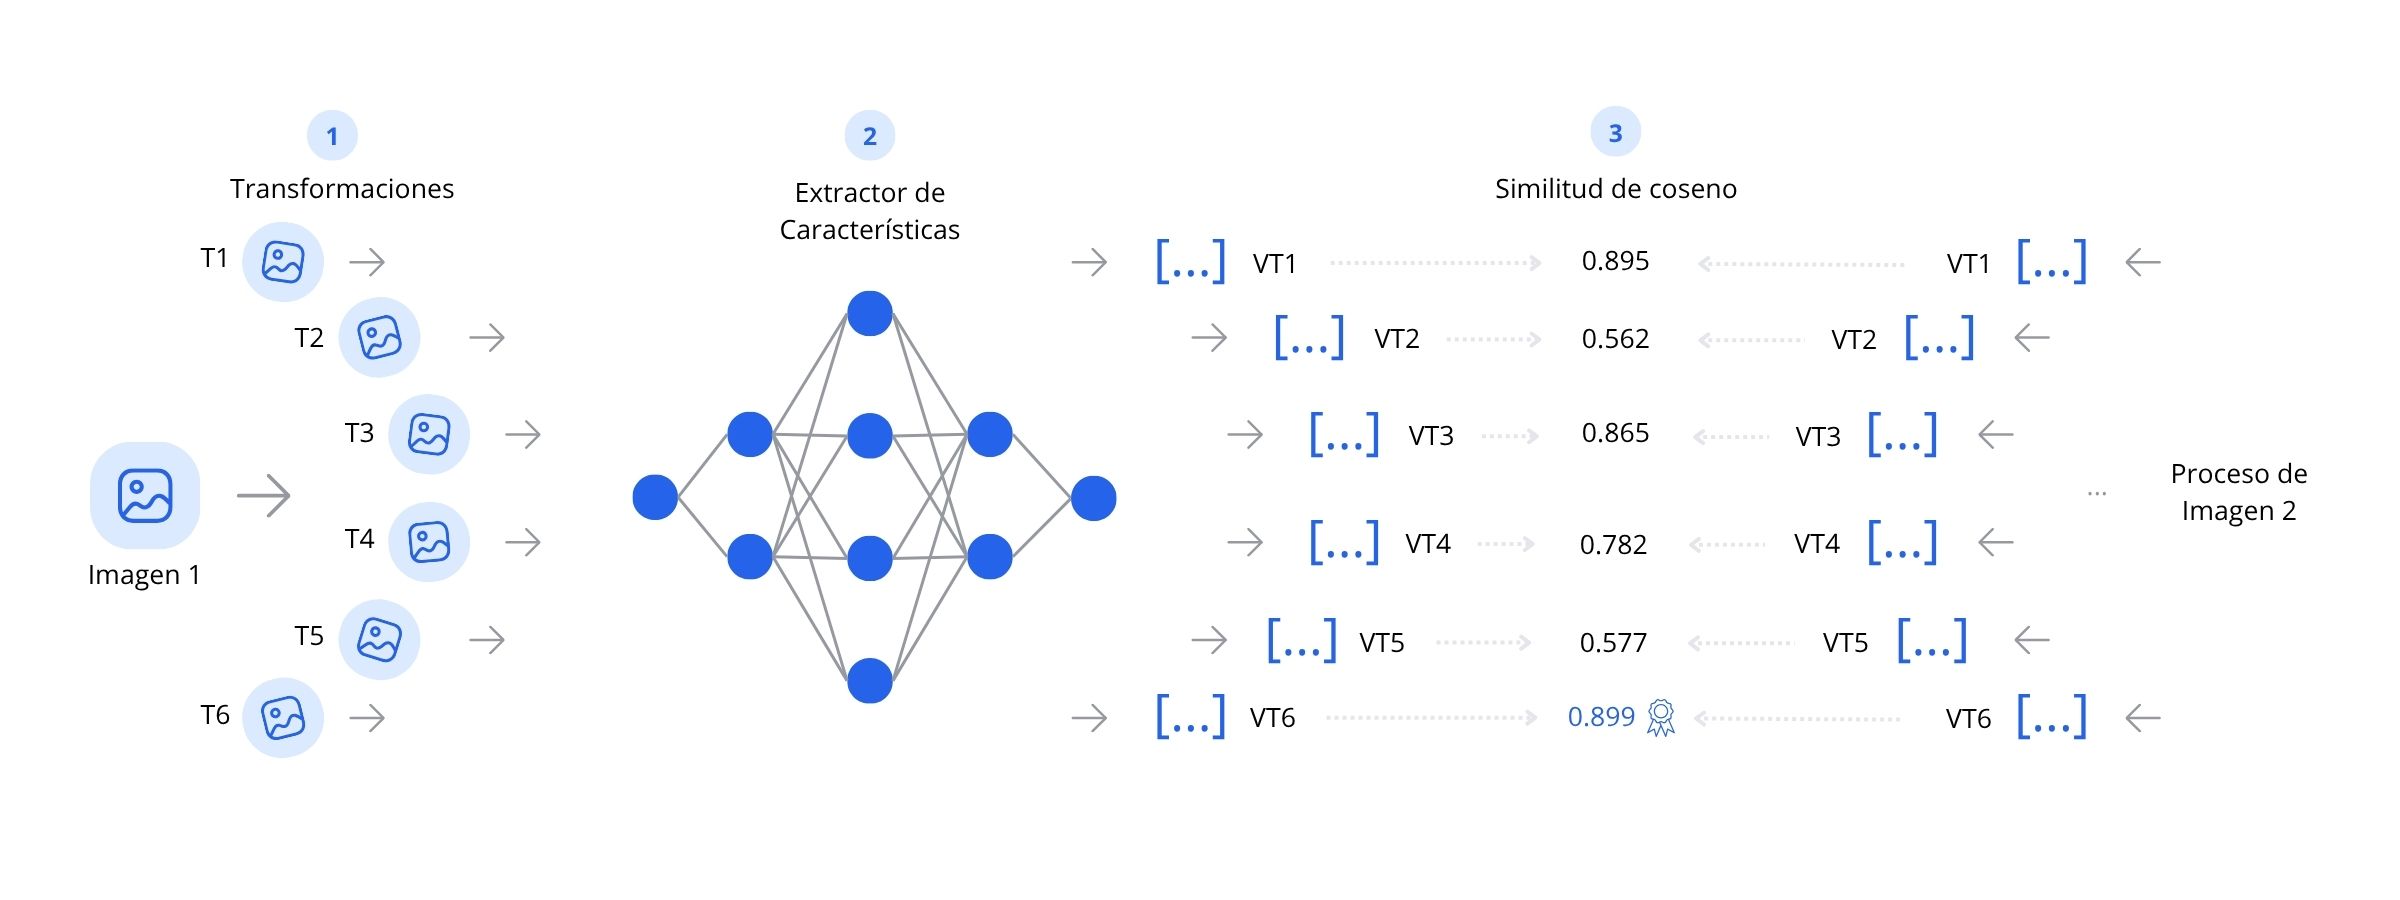 1
Transformaciones
2
Extractor de
Características
3
Similitud de coseno
T1
T2
T3
T4
T5
T6
Imagen 1
[...] VT1 0.895 VT1 [...]
[...] VT2 0.562 VT2 [...]
[...] VT3 0.865 VT3 [...]
[...] VT4 0.782 VT4 [...]
[...] VT5 0.577 VT5 [...]
[...] VT6 0.899 VT6 [...]
...
Proceso de
Imagen 2